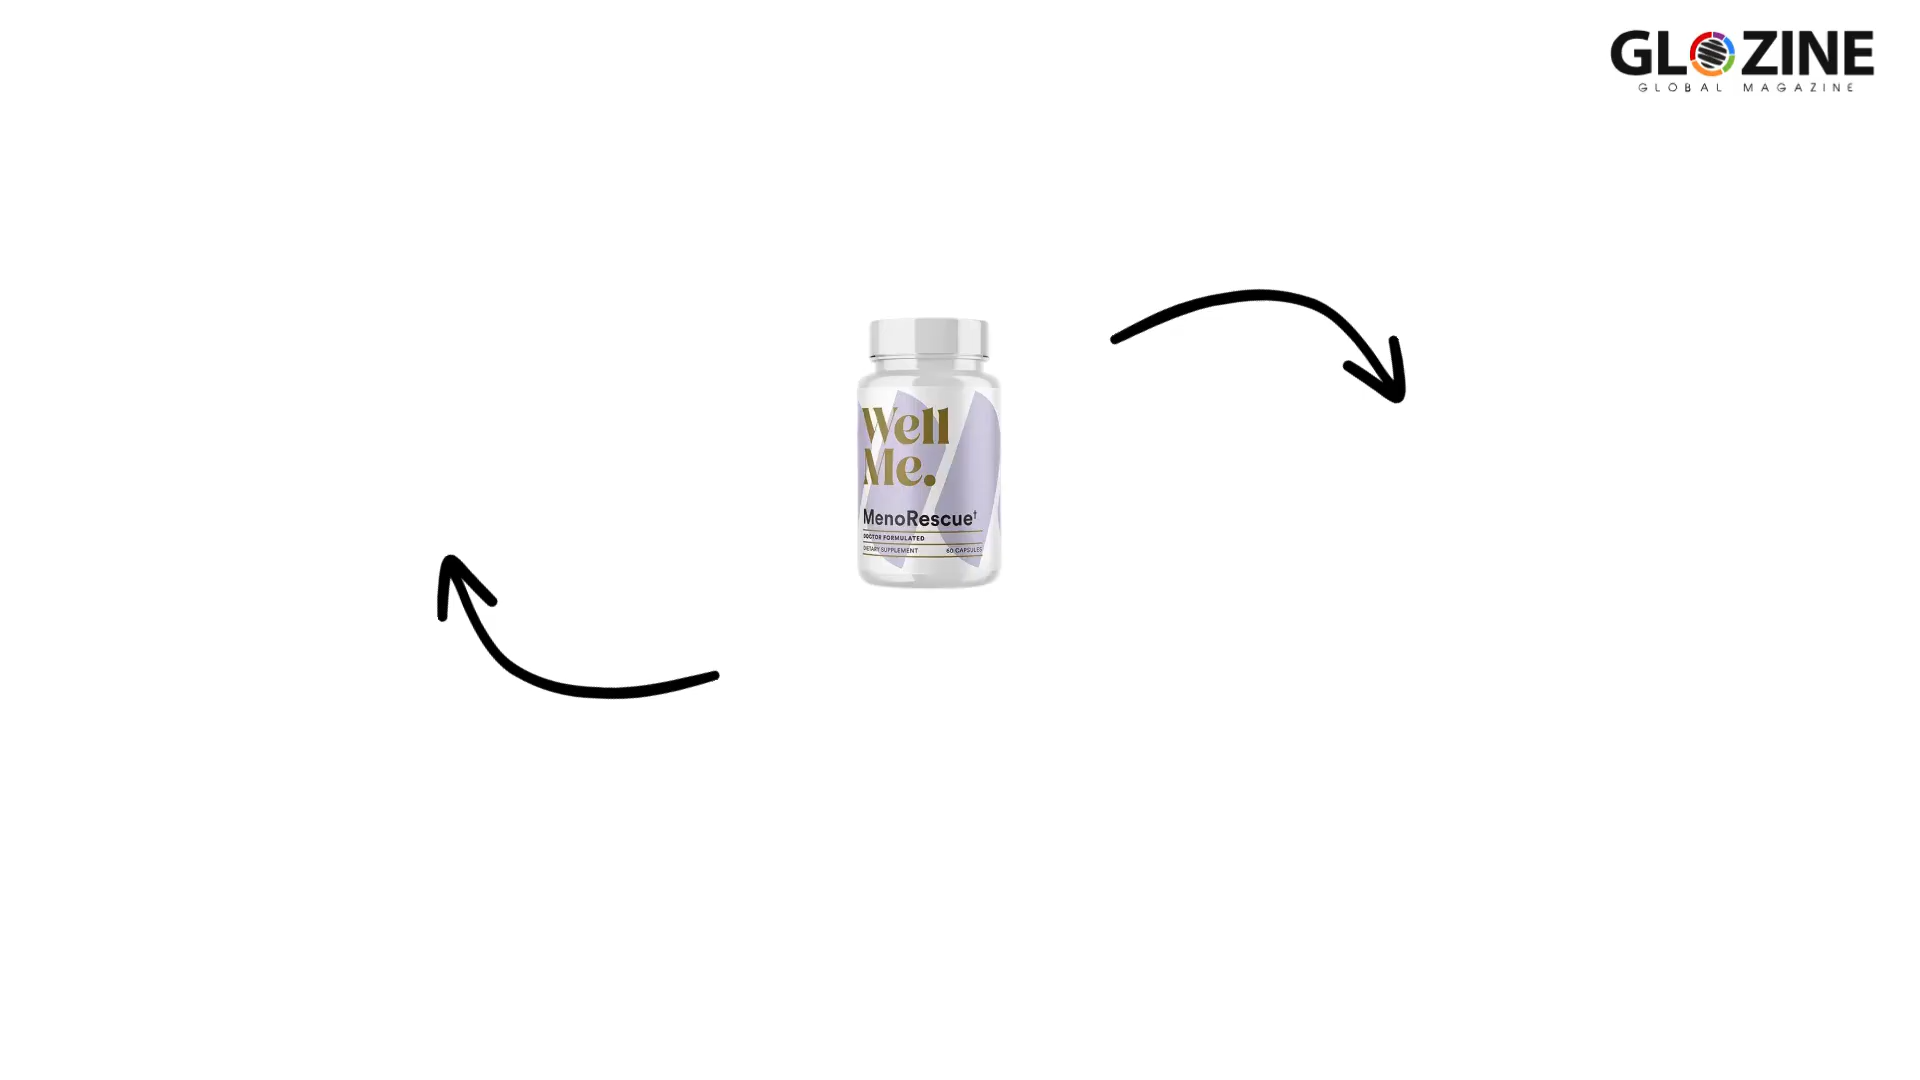 GLOZINE
GLOBAL MAGAZINE
Well
Me.
MenoRescue†
DOCTOR FORMULATED
DIETARY SUPPLEMENT 60 CAPSULES